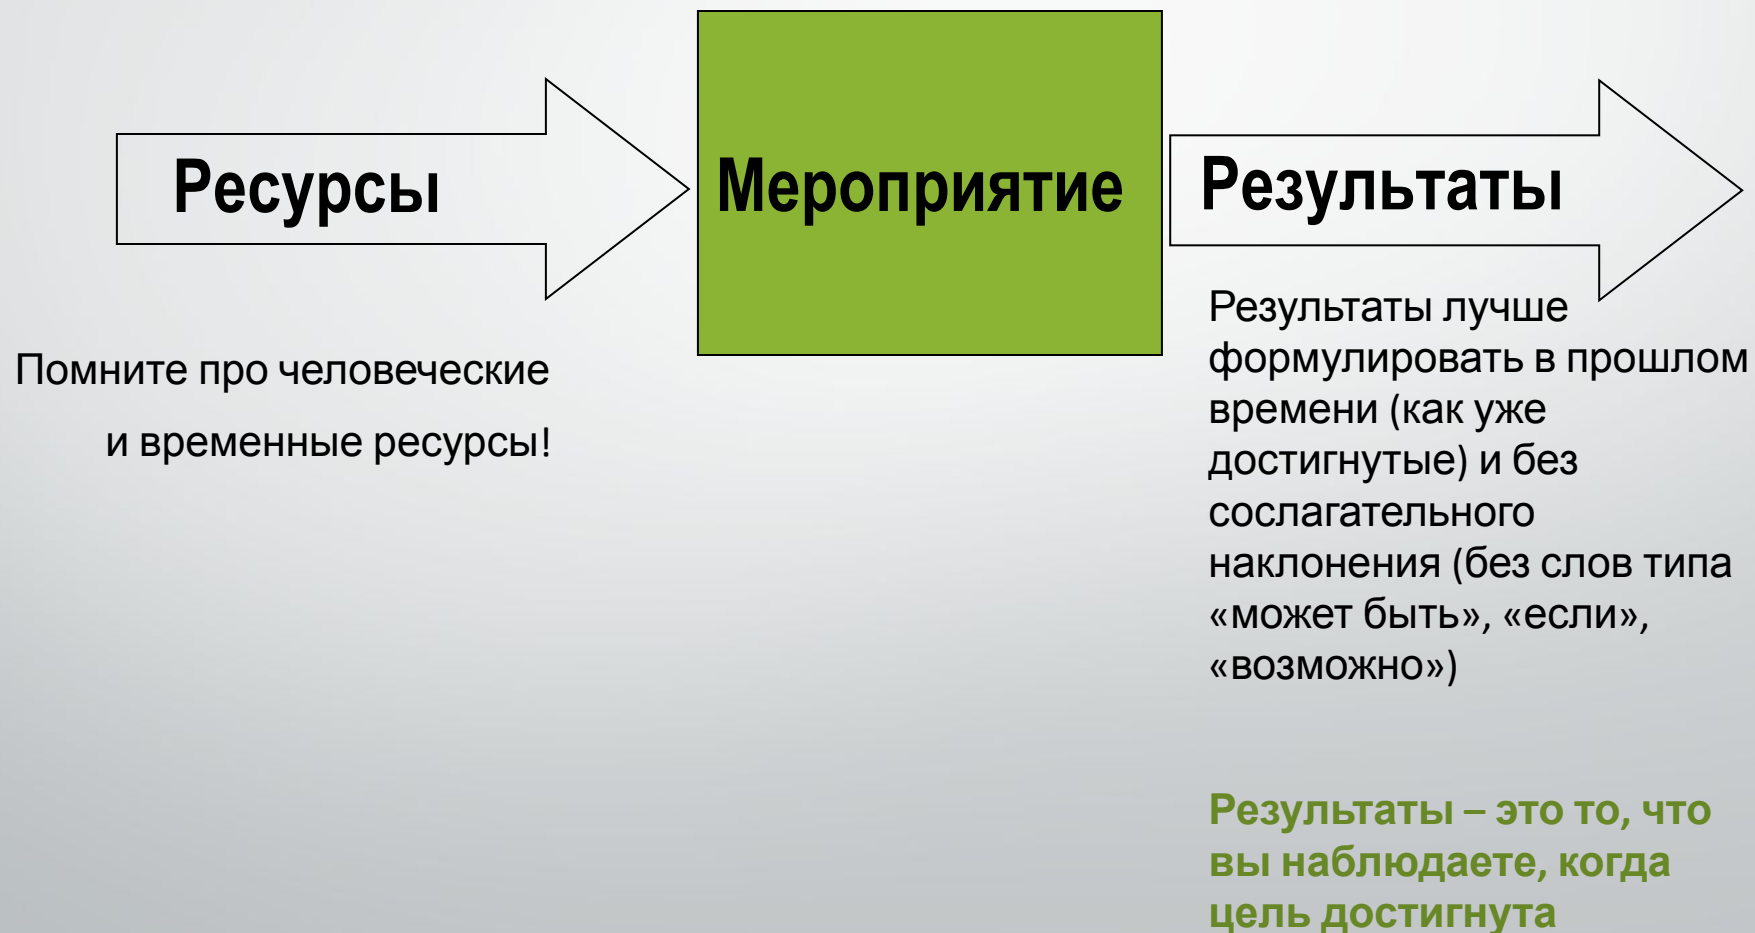 Ресурсы
Мероприятие
Результаты
Помните про человеческие
и временные ресурсы!
Результаты лучше
формулировать в прошлом
времени (как уже
достигнутые) и без
сослагательного
наклонения (без слов типа
«может быть», «если»,
«возможно»)
Результаты – это то, что
вы наблюдаете, когда
цель достигнута